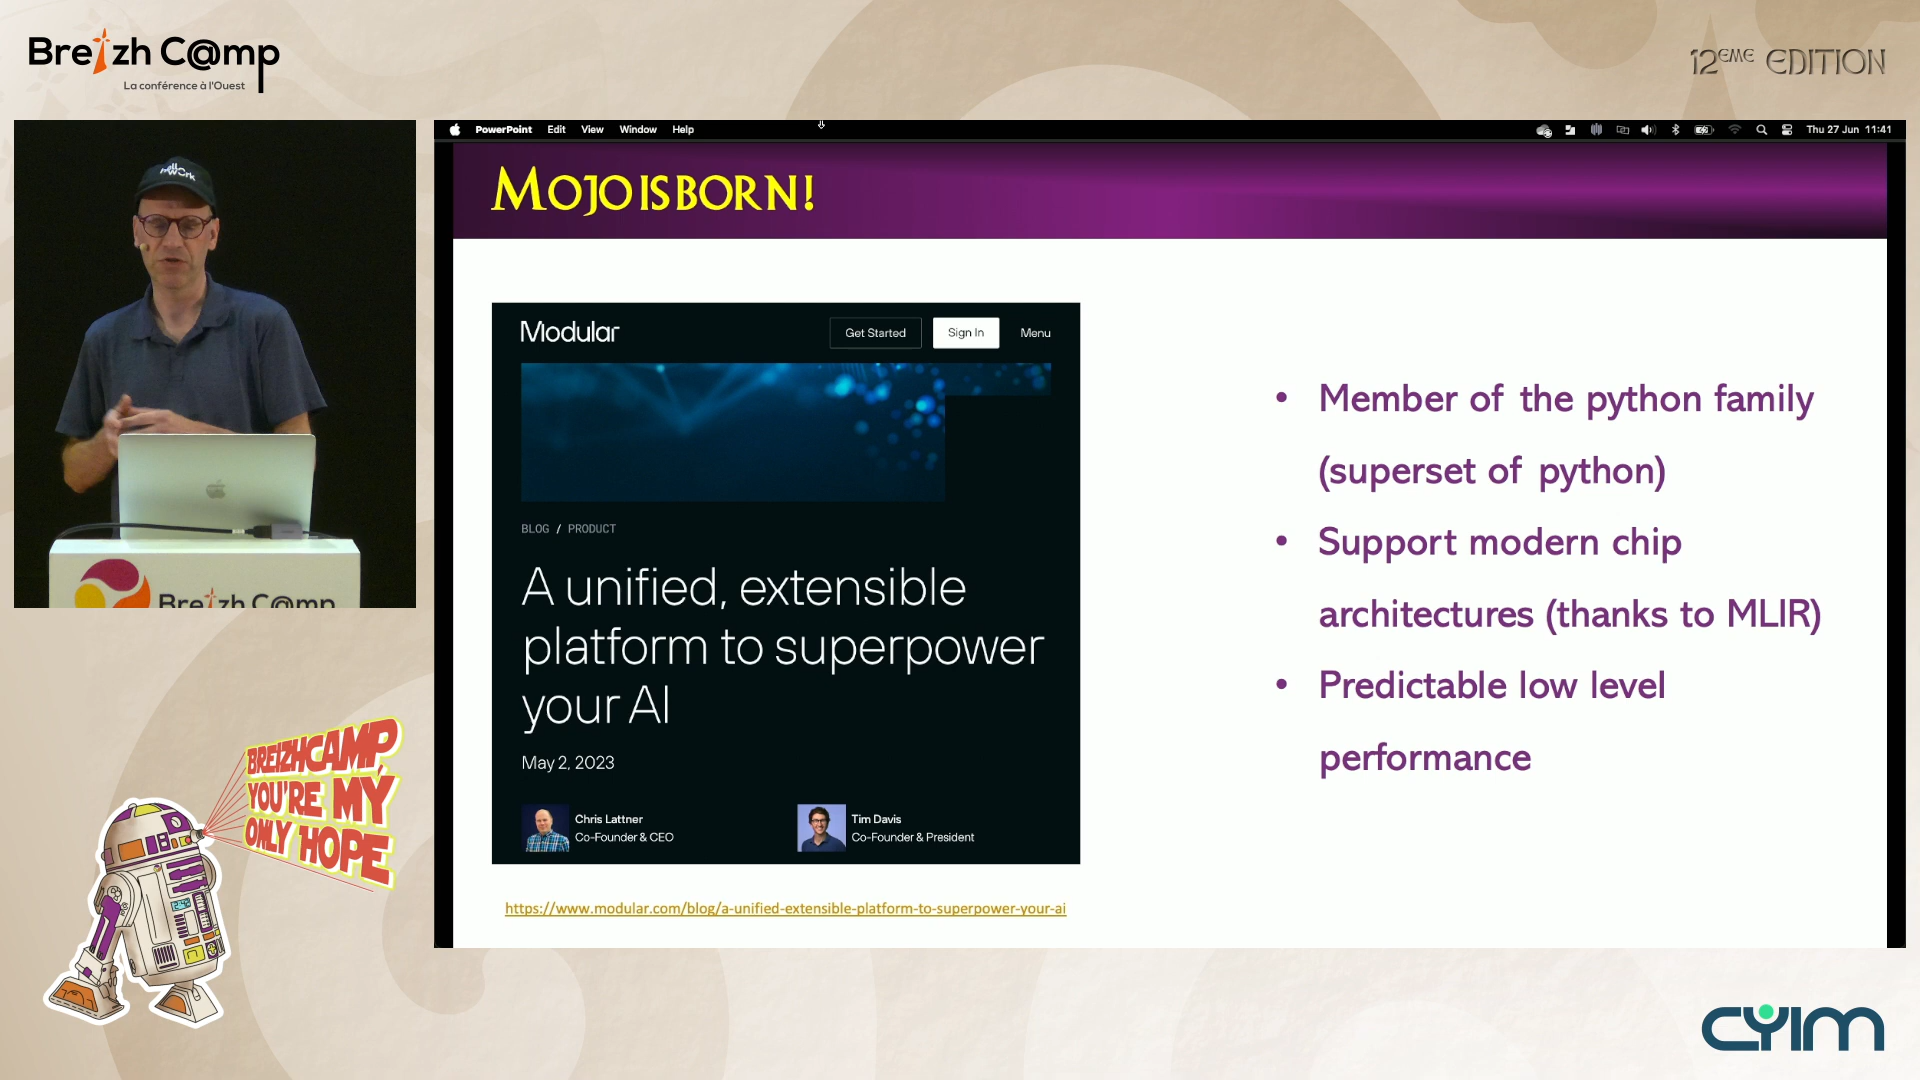 Breizh C@mp
La conférence à l'Ouest
12EME EDITION
PowerPoint Edit View Window Help
Thu 27 Jun 11:41
MOJO IS BORN!
Modular
Get Started
Sign In
Menu
BLOG / PRODUCT
A unified, extensible
platform to superpower
your AI
May 2, 2023
Chris Lattner
Co-Founder & CEO
Tim Davis
Co-Founder & President
https://www.modular.com/blog/a-unified-extensible-platform-to-superpower-your-ai
• Member of the python family
(superset of python)
• Support modern chip
architectures (thanks to MLIR)
• Predictable low level
performance
Breizh C@mp
BREIZHCAMP,
YOU'RE MY
ONLY HOPE
CYIM